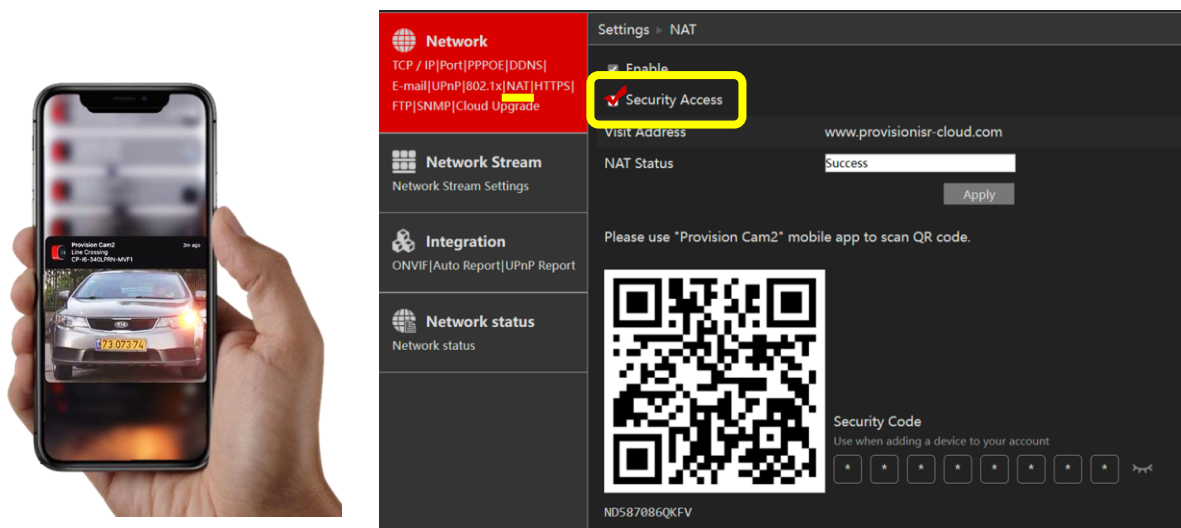 Provision Cam2
3m ago
Line Crossing
CP-I6-340LPRN-MVF1
KIA
73 073 74
Network
TCP / IP|Port|PPPOE|DDNS|
E-mail|UPnP|802.1x|NAT|HTTPS|
FTP|SNMP|Cloud Upgrade
Network Stream
Network Stream Settings
Integration
ONVIF|Auto Report|UPnP Report
Network status
Network status
Settings NAT
Enable
Security Access
Visit Address www.provisionisr-cloud.com
NAT Status Success
Apply
Please use "Provision Cam2" mobile app to scan QR code.
Security Code
Use when adding a device to your account
* * * * * * * *
ND587086QKFV